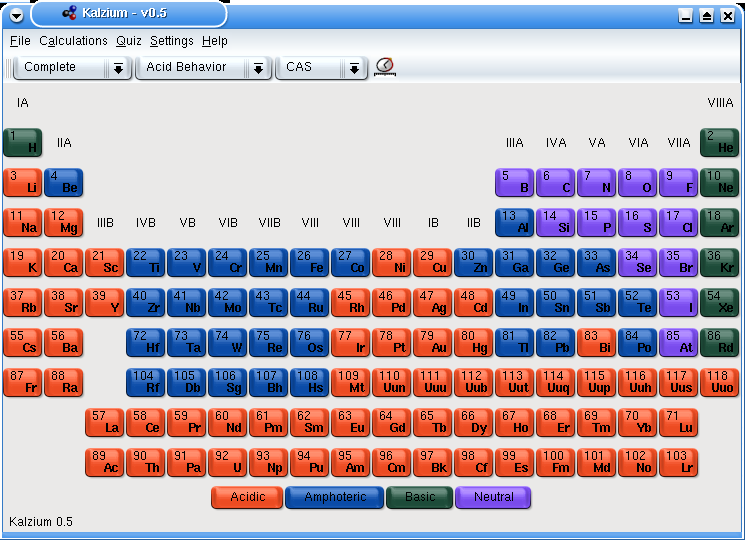 Kalzium - v0.5
File Calculations Quiz Settings Help
Complete Acid Behavior CAS
IA VIIIA
1 H IIA IIIA IVA VA VIA VIIA 2 He
3 Li 4 Be 5 B 6 C 7 N 8 O 9 F 10 Ne
11 Na 12 Mg IIIB IVB VB VIB VIIB VIII VIII VIII IB IIB 13 Al 14 Si 15 P 16 S 17 Cl 18 Ar
19 K 20 Ca 21 Sc 22 Ti 23 V 24 Cr 25 Mn 26 Fe 27 Co 28 Ni 29 Cu 30 Zn 31 Ga 32 Ge 33 As 34 Se 35 Br 36 Kr
37 Rb 38 Sr 39 Y 40 Zr 41 Nb 42 Mo 43 Tc 44 Ru 45 Rh 46 Pd 47 Ag 48 Cd 49 In 50 Sn 51 Sb 52 Te 53 I 54 Xe
55 Cs 56 Ba 72 Hf 73 Ta 74 W 75 Re 76 Os 77 Ir 78 Pt 79 Au 80 Hg 81 Tl 82 Pb 83 Bi 84 Po 85 At 86 Rd
87 Fr 88 Ra 104 Rf 105 Db 106 Sg 107 Bh 108 Hs 109 Mt 110 Uun 111 Uuu 112 Uub 113 Uut 114 Uuq 115 Uup 116 Uuh 117 Uus 118 Uuo
57 La 58 Ce 59 Pr 60 Nd 61 Pm 62 Sm 63 Eu 64 Gd 65 Tb 66 Dy 67 Ho 68 Er 69 Tm 70 Yb 71 Lu
89 Ac 90 Th 91 Pa 92 U 93 Np 94 Pu 95 Am 96 Cm 97 Bk 98 Cf 99 Es 100 Fm 101 Md 102 No 103 Lr
Acidic Amphoteric Basic Neutral
Kalzium 0.5